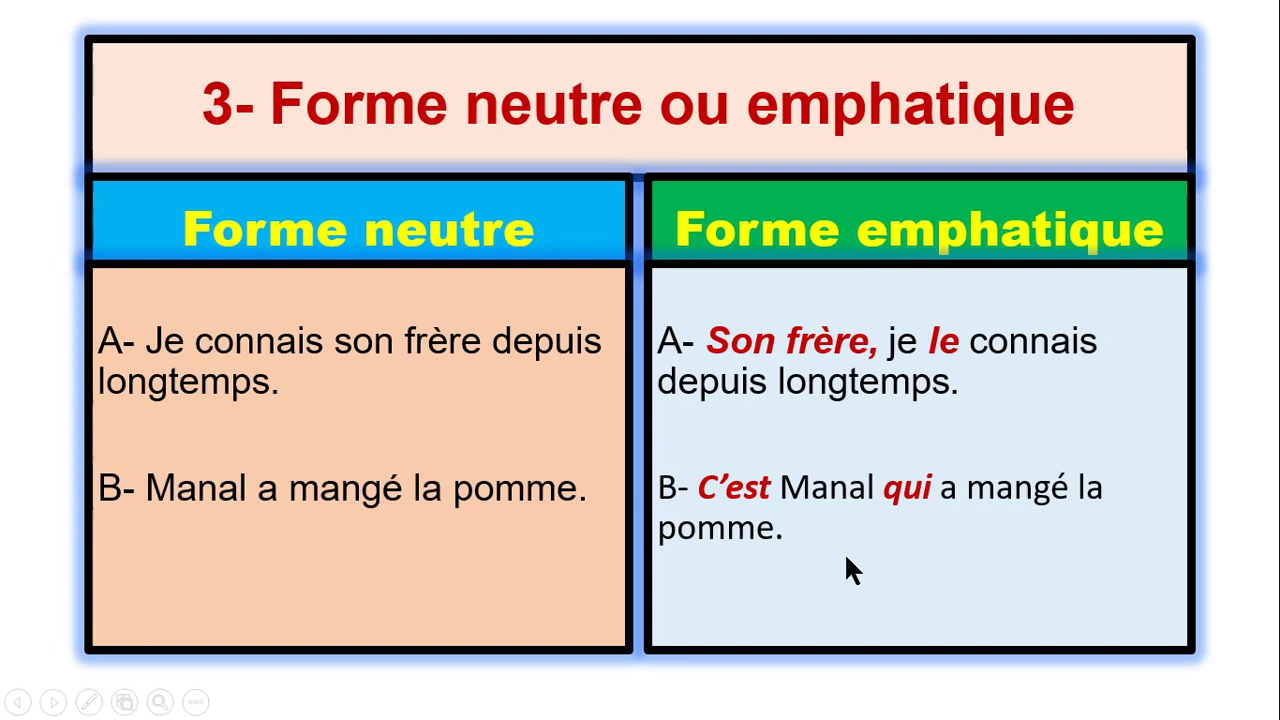 3- Forme neutre ou emphatique
Forme neutre
A- Je connais son frère depuis
longtemps.
B- Manal a mangé la pomme.
Forme emphatique
A- Son frère, je le connais
depuis longtemps.
B- C’est Manal qui a mangé la
pomme.